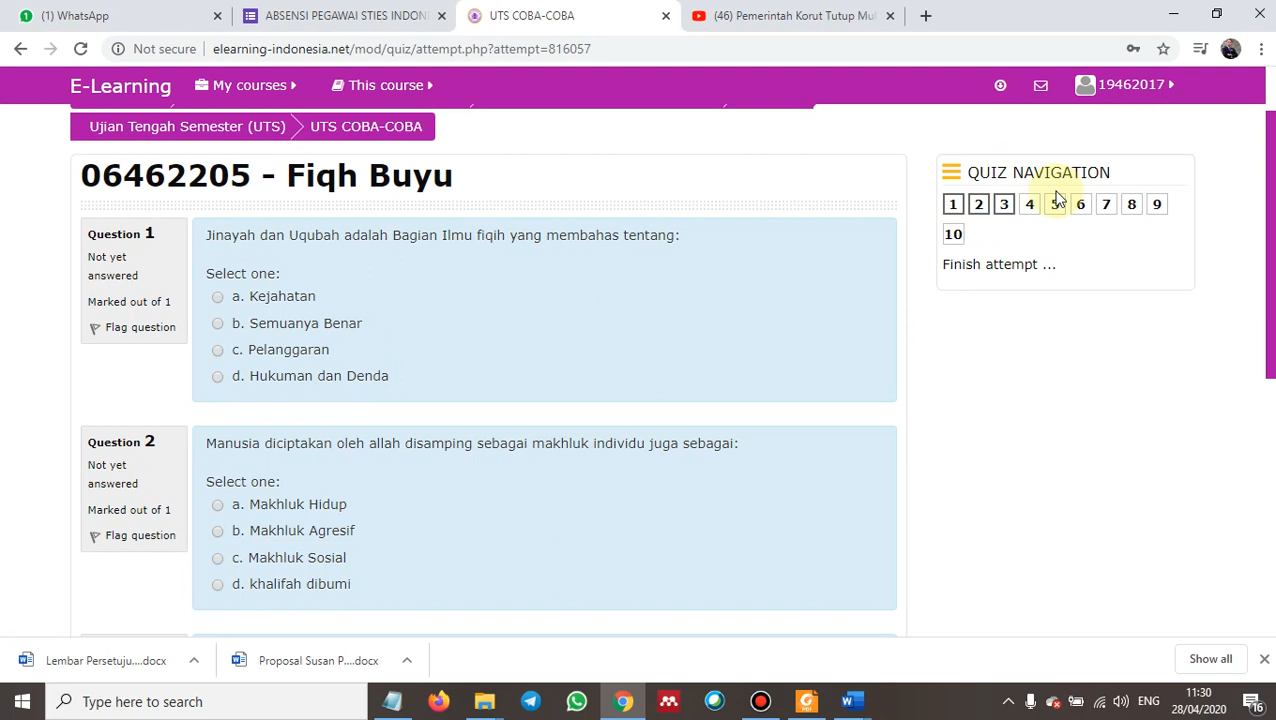 (1) WhatsApp
ABSENSI PEGAWAI STIES INDONE
UTS COBA-COBA
(46) Pemerintah Korut Tutup Mul
Not secure
elearning-indonesia.net/mod/quiz/attempt.php?attempt=816057
E-Learning
My courses
This course
19462017
Ujian Tengah Semester (UTS)
UTS COBA-COBA
06462205 - Fiqh Buyu
Question 1
Not yet
answered
Marked out of 1
Flag question
Jinayah dan Uqubah adalah Bagian Ilmu fiqih yang membahas tentang:
Select one:
a. Kejahatan
b. Semuanya Benar
c. Pelanggaran
d. Hukuman dan Denda
Question 2
Not yet
answered
Marked out of 1
Flag question
Manusia diciptakan oleh allah disamping sebagai makhluk individu juga sebagai:
Select one:
a. Makhluk Hidup
b. Makhluk Agresif
c. Makhluk Sosial
d. khalifah dibumi
QUIZ NAVIGATION
1 2 3 4 5 6 7 8 9
10
Finish attempt ...
Lembar Persetuju....docx
Proposal Susan P....docx
Show all
Type here to search
ENG
11:30
28/04/2020
16